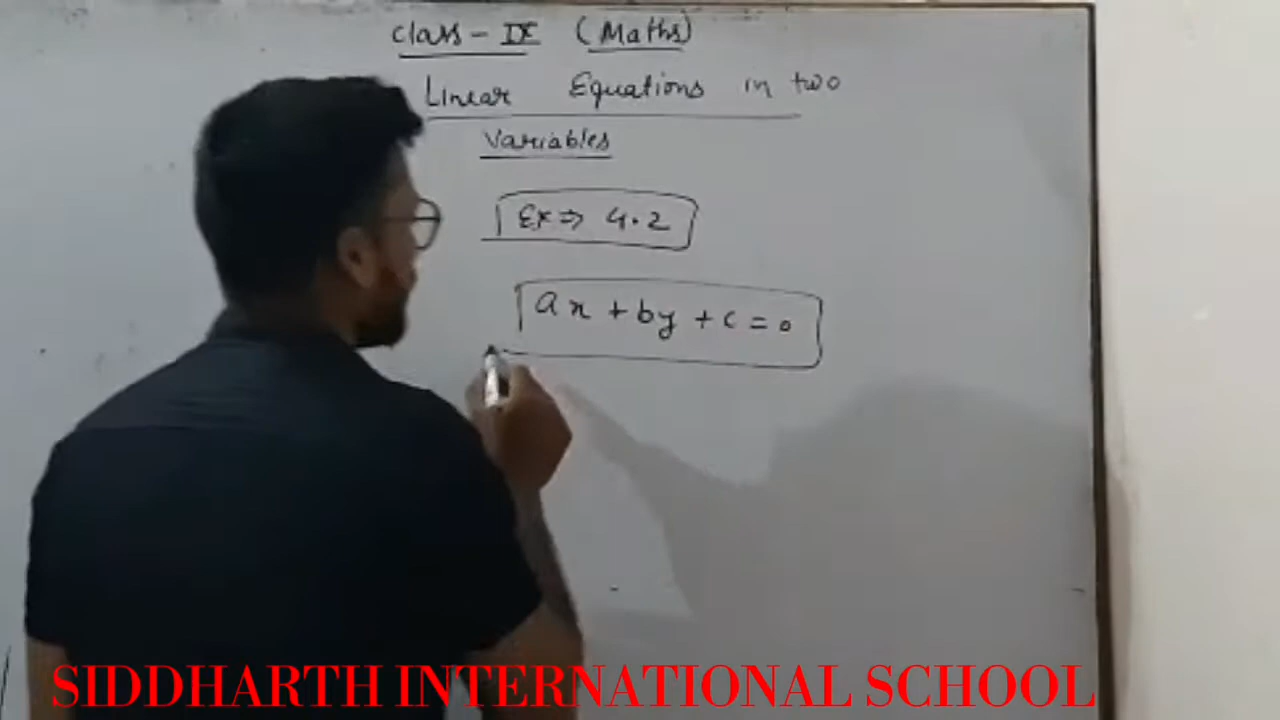 Class - IX (Maths)
Linear Equations in two
Variables
Ex ⇒ 4.2
ax + by + c = 0
SIDDHARTH INTERNATIONAL SCHOOL